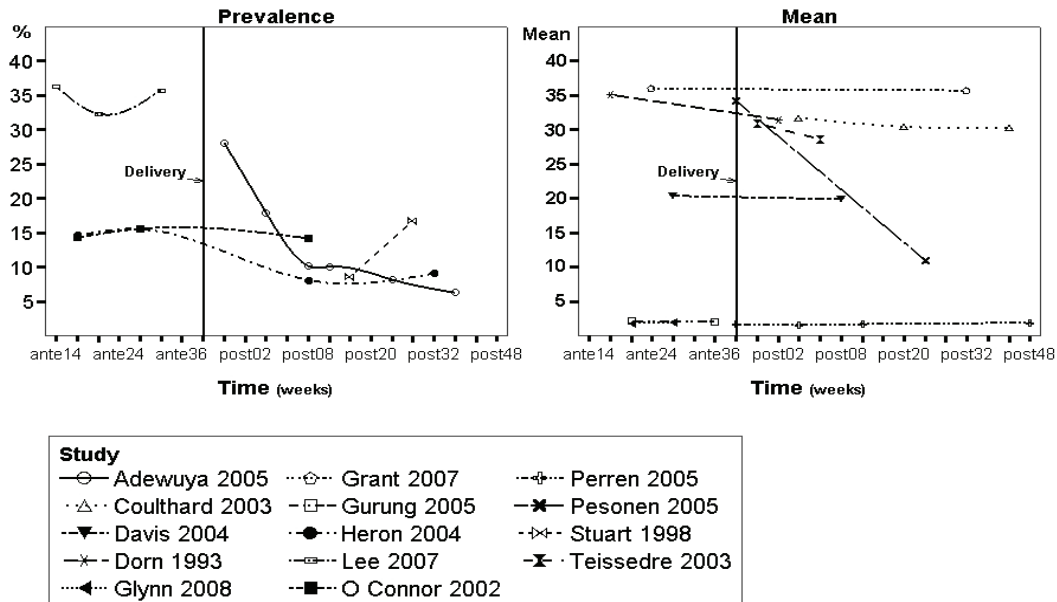 Prevalence
%
40
35
30
25
20
15
10
5
Delivery
ante14 ante24 ante36 post02 post08 post20 post32 post48
Time (weeks)
Mean
Mean
40
35
30
25
20
15
10
5
Delivery
ante14 ante24 ante36 post02 post08 post20 post32 post48
Time (weeks)
Study
Adewuya 2005 Grant 2007 Perren 2005
Coulthard 2003 Gurung 2005 Pesonen 2005
Davis 2004 Heron 2004 Stuart 1998
Dorn 1993 Lee 2007 Teissedre 2003
Glynn 2008 O Connor 2002